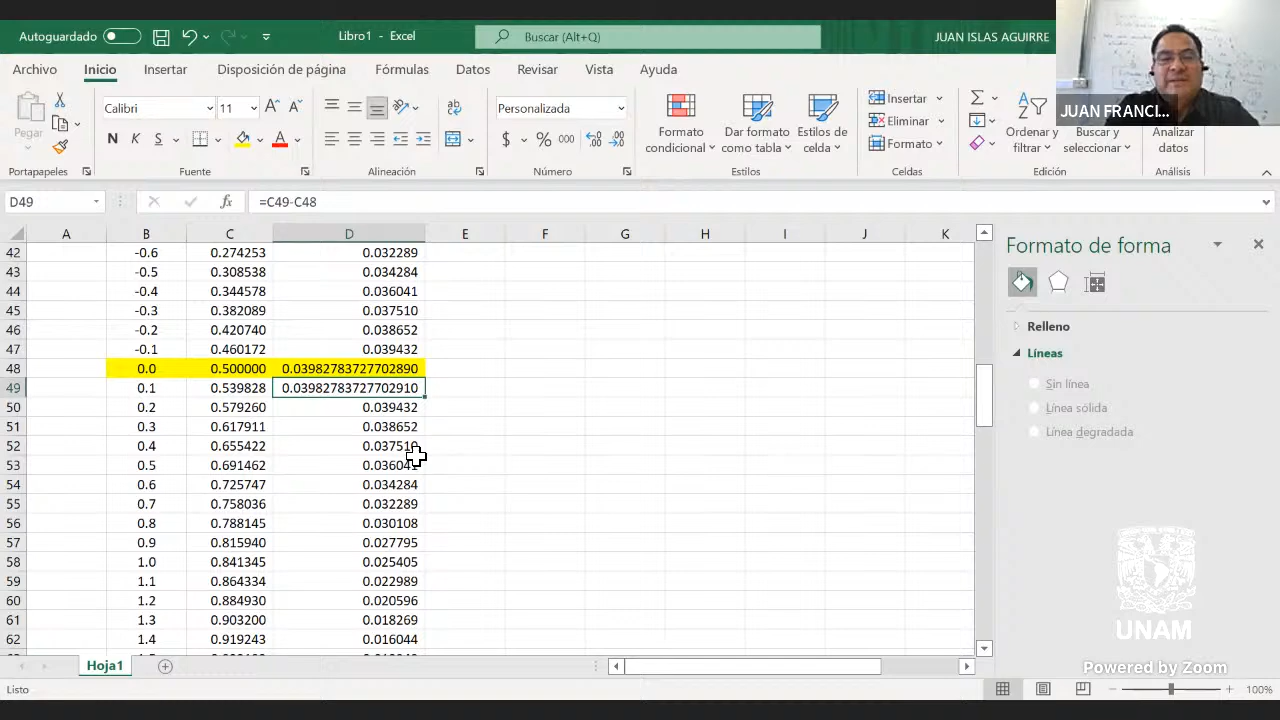 Autoguardado
Libro1 - Excel
Buscar (Alt+Q)
JUAN ISLAS AGUIRRE
JUAN FRANCI...
Archivo Inicio Insertar Disposición de página Fórmulas Datos Revisar Vista Ayuda
Pegar
Calibri 11
N K S
Personalizada
$ % 000
Formato condicional
Dar formato como tabla
Estilos de celda
Insertar
Eliminar
Formato
Ordenar y filtrar
Buscar y seleccionar
Analizar datos
Portapapeles Fuente Alineación Número Estilos Celdas Edición Análisis
D49 fx =C49-C48
A B C D E F G H I J K
42 -0.6 0.274253 0.032289
43 -0.5 0.308538 0.034284
44 -0.4 0.344578 0.036041
45 -0.3 0.382089 0.037510
46 -0.2 0.420740 0.038652
47 -0.1 0.460172 0.039432
48 0.0 0.500000 0.03982783727702890
49 0.1 0.539828 0.03982783727702910
50 0.2 0.579260 0.039432
51 0.3 0.617911 0.038652
52 0.4 0.655422 0.037510
53 0.5 0.691462 0.036041
54 0.6 0.725747 0.034284
55 0.7 0.758036 0.032289
56 0.8 0.788145 0.030108
57 0.9 0.815940 0.027795
58 1.0 0.841345 0.025405
59 1.1 0.864334 0.022989
60 1.2 0.884930 0.020596
61 1.3 0.903200 0.018269
62 1.4 0.919243 0.016044
Formato de forma
Relleno
Líneas
Sin línea
Línea sólida
Línea degradada
UNAM
Powered by Zoom
Hoja1
Listo
100%